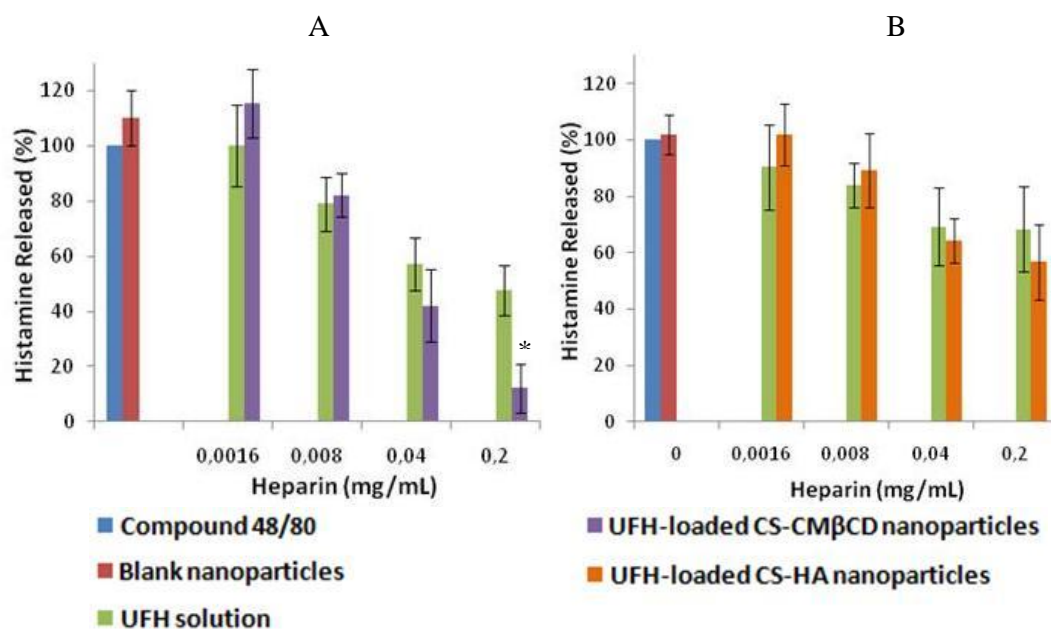 A
B
Histamine Released (%)
120
100
80
60
40
20
0
*
0,0016 0,008 0,04 0,2
Heparin (mg/mL)
Histamine Released (%)
120
100
80
60
40
20
0
0 0,0016 0,008 0,04 0,2
Heparin (mg/mL)
Compound 48/80
Blank nanoparticles
UFH solution
UFH-loaded CS-CMβCD nanoparticles
UFH-loaded CS-HA nanoparticles